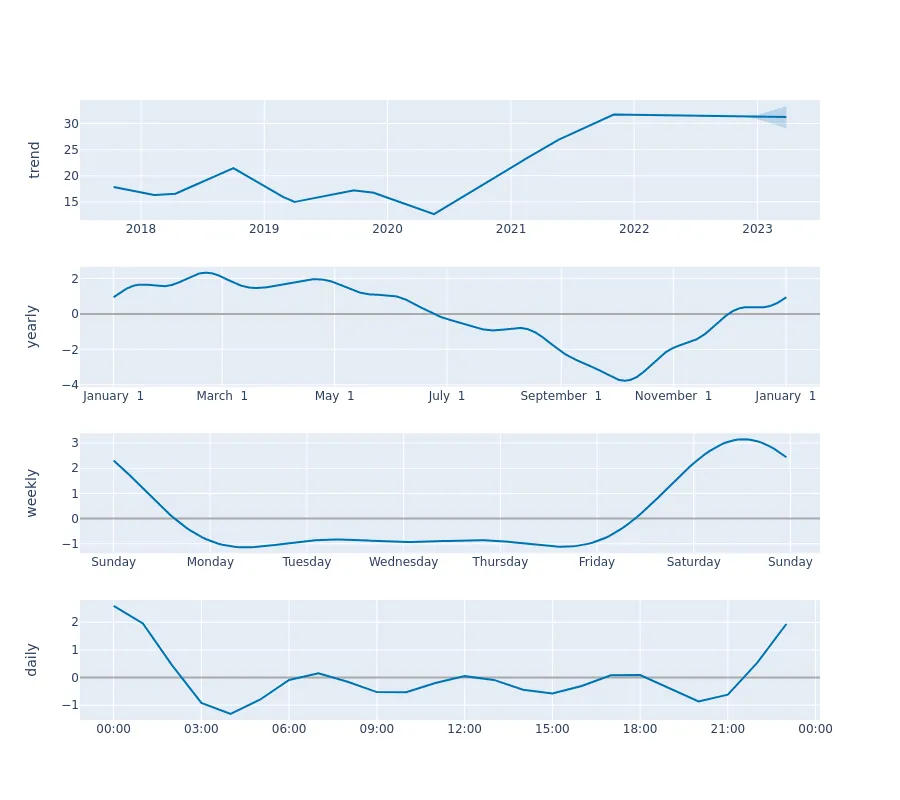 trend
30
25
20
15
2018 2019 2020 2021 2022 2023
yearly
2
0
−2
−4
January 1 March 1 May 1 July 1 September 1 November 1 January 1
weekly
3
2
1
0
−1
Sunday Monday Tuesday Wednesday Thursday Friday Saturday Sunday
daily
2
1
0
−1
00:00 03:00 06:00 09:00 12:00 15:00 18:00 21:00 00:00